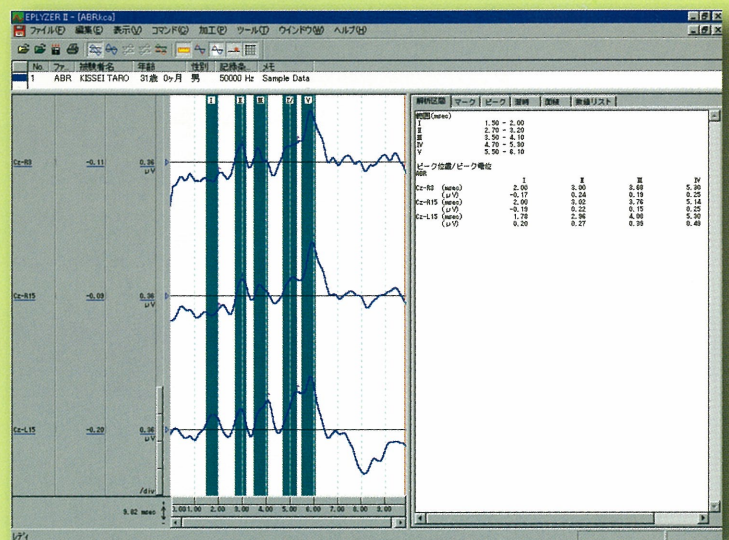 EPLYZER II - [ABR.kca]
ファイル(F) 編集(E) 表示(V) コマンド(C) 加工(P) ツール(T) ウインドウ(W) ヘルプ(H)
No. ファ.. 被験者名 年齢 性別 記録条.. メモ
1 ABR KISSEI TARO 31歳 0ヶ月 男 50000 Hz Sample Data
I II III IV V
Cz-R3 -0.11 0.36
μV
Cz-R15 -0.09 0.36
μV
Cz-L15 -0.20 0.36
μV
/div
9.82 msec
1.00 2.00 3.00 4.00 5.00 6.00 7.00 8.00 9.00
解析区間 マーク ピーク 面積 数値リスト
範囲(msec)
I 1.50 - 2.00
II 2.70 - 3.20
III 3.50 - 4.10
IV 4.70 - 5.30
V 5.50 - 6.10
ピーク位置/ピーク電位
ABR
I II III IV
Cz-R3 (msec) 2.00 3.00 3.68 5.30
(μV) -0.17 0.24 0.19 0.25
Cz-R15 (msec) 2.00 3.02 3.76 5.14
(μV) -0.19 0.22 0.15 0.25
Cz-L15 (msec) 1.78 2.96 4.08 5.30
(μV) 0.20 0.27 0.39 0.49
レディ